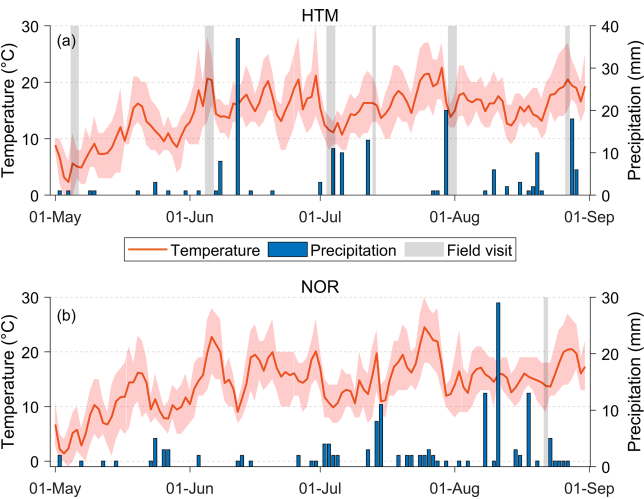 HTM
(a)
Temperature (°C)
30
20
10
0
40
30
20
10
0
Precipitation (mm)
01-May 01-Jun 01-Jul 01-Aug 01-Sep
Temperature Precipitation Field visit
NOR
(b)
Temperature (°C)
30
20
10
0
30
20
10
0
Precipitation (mm)
01-May 01-Jun 01-Jul 01-Aug 01-Sep